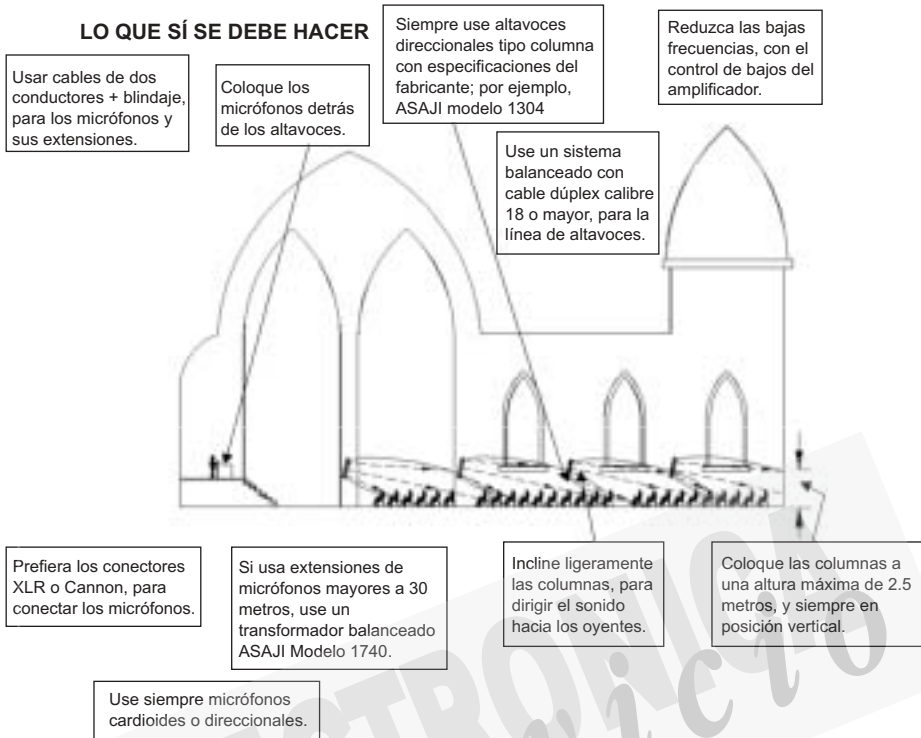 LO QUE SÍ SE DEBE HACER
Usar cables de dos
conductores + blindaje,
para los micrófonos y
sus extensiones.
Coloque los
micrófonos detrás
de los altavoces.
Siempre use altavoces
direccionales tipo columna
con especificaciones del
fabricante; por ejemplo,
ASAJI modelo 1304
Reduzca las bajas
frecuencias, con el
control de bajos del
amplificador.
Use un sistema
balanceado con
cable dúplex calibre
18 o mayor, para la
línea de altavoces.
Prefiera los conectores
XLR o Cannon, para
conectar los micrófonos.
Si usa extensiones de
micrófonos mayores a 30
metros, use un
transformador balanceado
ASAJI Modelo 1740.
Incline ligeramente
las columnas, para
dirigir el sonido
hacia los oyentes.
Coloque las columnas a
una altura máxima de 2.5
metros, y siempre en
posición vertical.
Use siempre micrófonos
cardioides o direccionales.